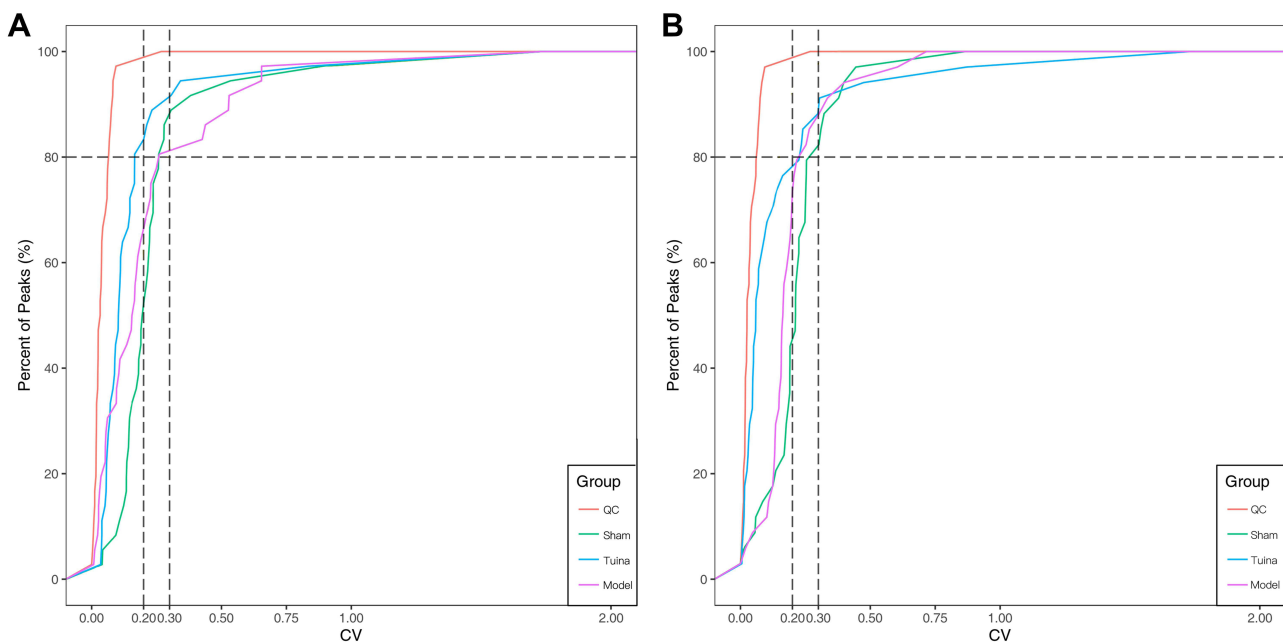 A
Percent of Peaks (%)
100
80
60
40
20
0
0.00 0.20 0.30 0.50 0.75 1.00 2.00
CV
Group
QC
Sham
Tuina
Model
B
Percent of Peaks (%)
100
80
60
40
20
0
0.00 0.20 0.30 0.50 0.75 1.00 2.00
CV
Group
QC
Sham
Tuina
Model